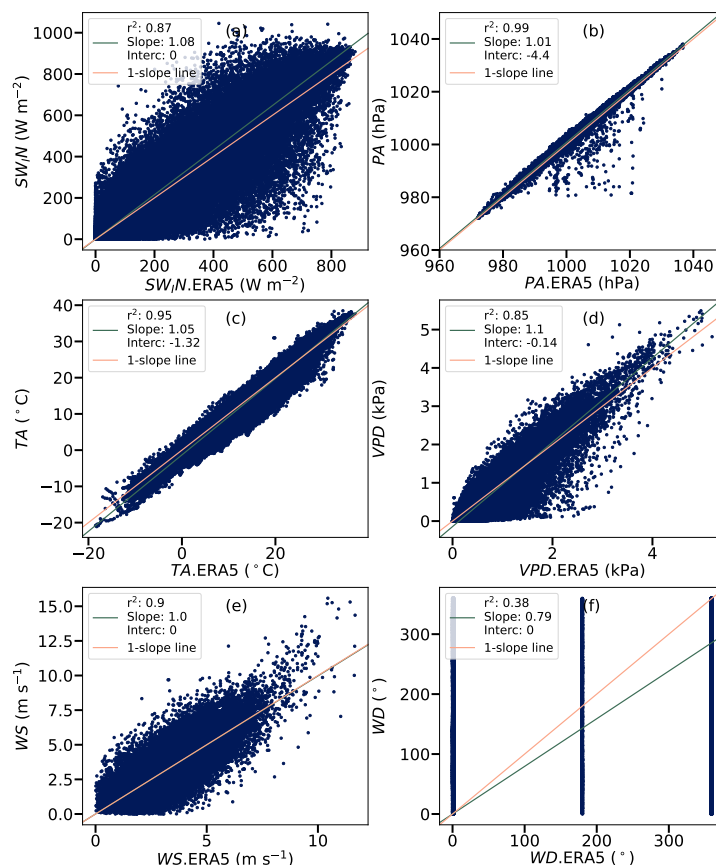 r²: 0.87
Slope: 1.08
Interc: 0
1-slope line
(a)
1000
800
600
400
200
0
SW_IN (W m⁻²)
0 200 400 600 800
SW_IN.ERA5 (W m⁻²)
r²: 0.99
Slope: 1.01
Interc: -4.4
1-slope line
(b)
1040
1020
1000
980
960
PA (hPa)
960 980 1000 1020 1040
PA.ERA5 (hPa)
r²: 0.95
Slope: 1.05
Interc: -1.32
1-slope line
(c)
40
30
20
10
0
−10
−20
TA (°C)
−20 0 20
TA.ERA5 (°C)
r²: 0.85
Slope: 1.1
Interc: -0.14
1-slope line
(d)
5
4
3
2
1
0
VPD (kPa)
0 2 4
VPD.ERA5 (kPa)
r²: 0.9
Slope: 1.0
Interc: 0
1-slope line
(e)
15.0
12.5
10.0
7.5
5.0
2.5
0.0
WS (m s⁻¹)
0 5 10
WS.ERA5 (m s⁻¹)
r²: 0.38
Slope: 0.79
Interc: 0
1-slope line
(f)
300
200
100
0
WD (°)
0 100 200 300
WD.ERA5 (°)